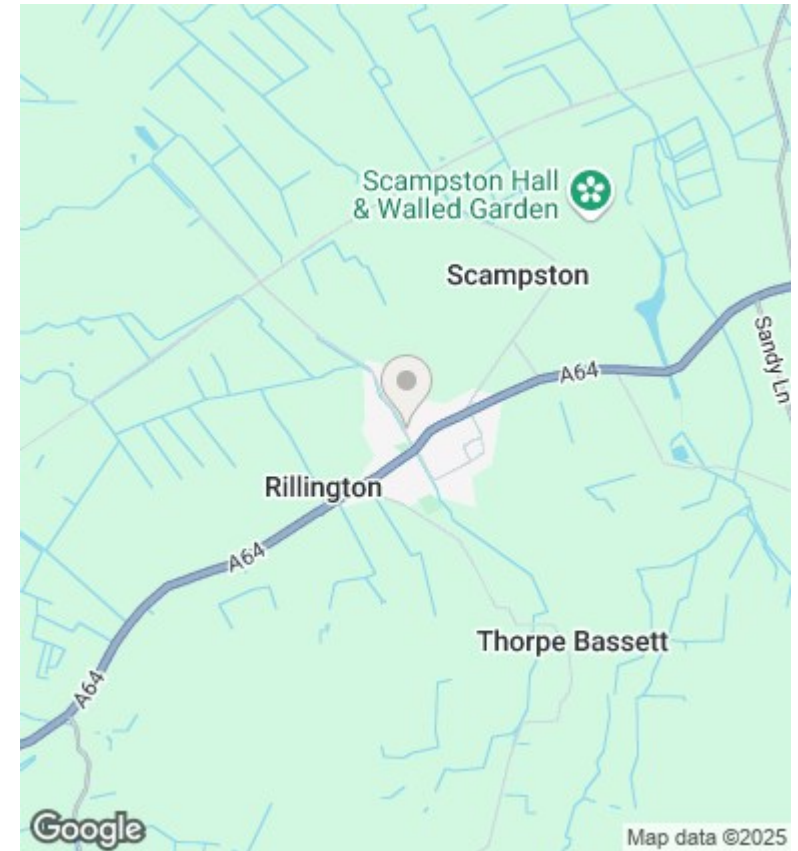 Scampston Hall
& Walled Garden
Scampston
A64
Sandy Ln
Rillington
A64
Thorpe Bassett
A64
Google
Map data ©2025